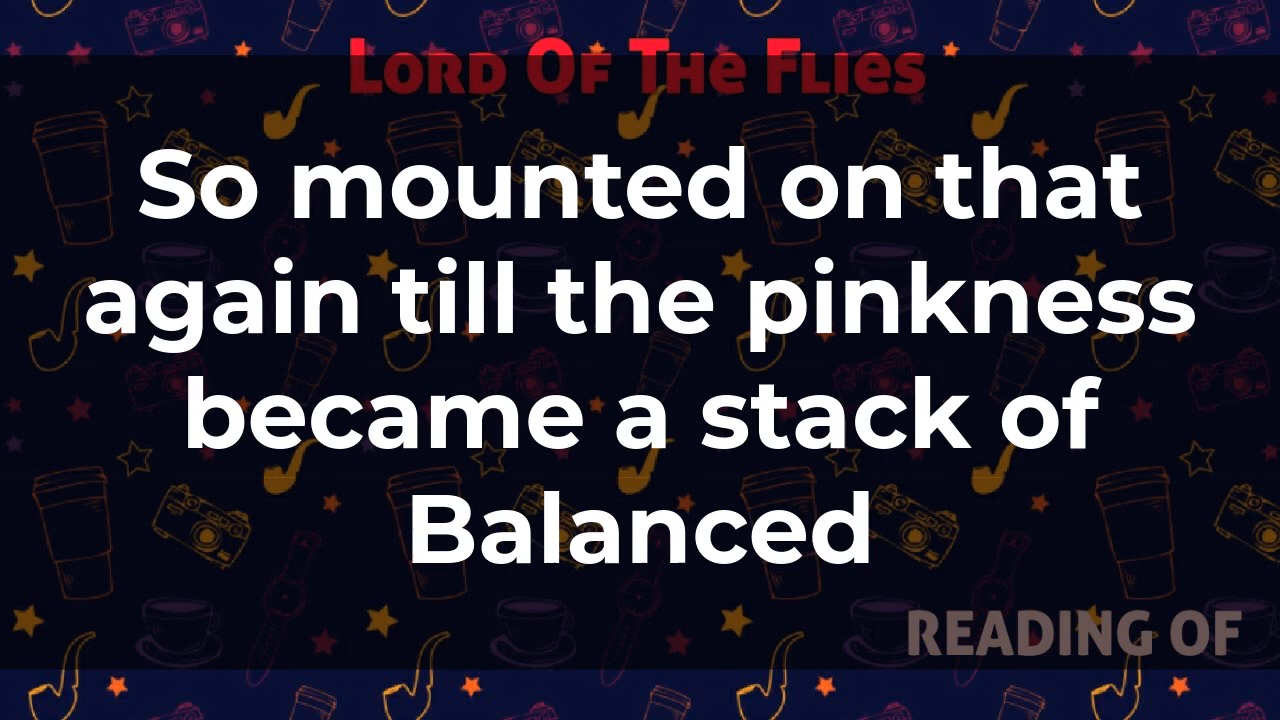 Lord Of The Flies
So mounted on that
again till the pinkness
became a stack of
Balanced
READING OF